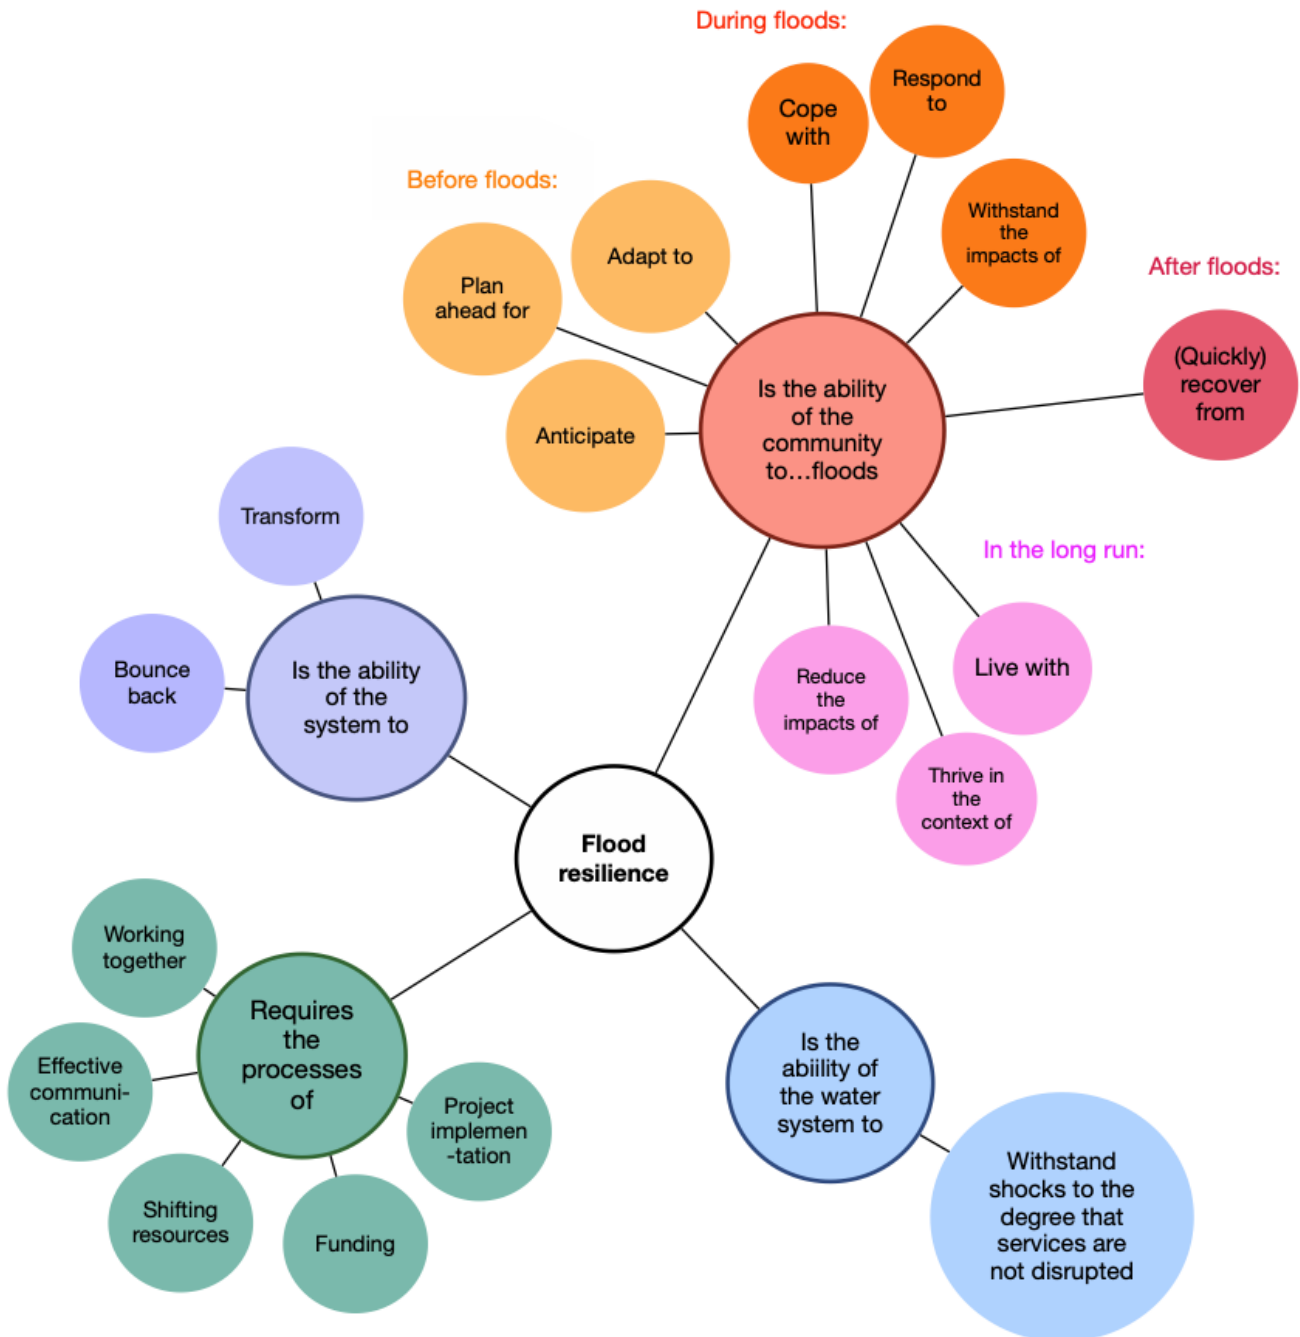 During floods:
Cope
with
Respond
to
Withstand
the
impacts of
Before floods:
Plan
ahead for
Adapt to
Anticipate
After floods:
(Quickly)
recover
from
Is the ability
of the
community
to...floods
In the long run:
Live with
Reduce
the
impacts of
Thrive in
the
context of
Transform
Bounce
back
Is the ability
of the
system to
Flood
resilience
Working
together
Effective
communi-
cation
Shifting
resources
Funding
Project
implemen
-tation
Requires
the
processes
of
Is the
abiility of
the water
system to
Withstand
shocks to the
degree that
services are
not disrupted